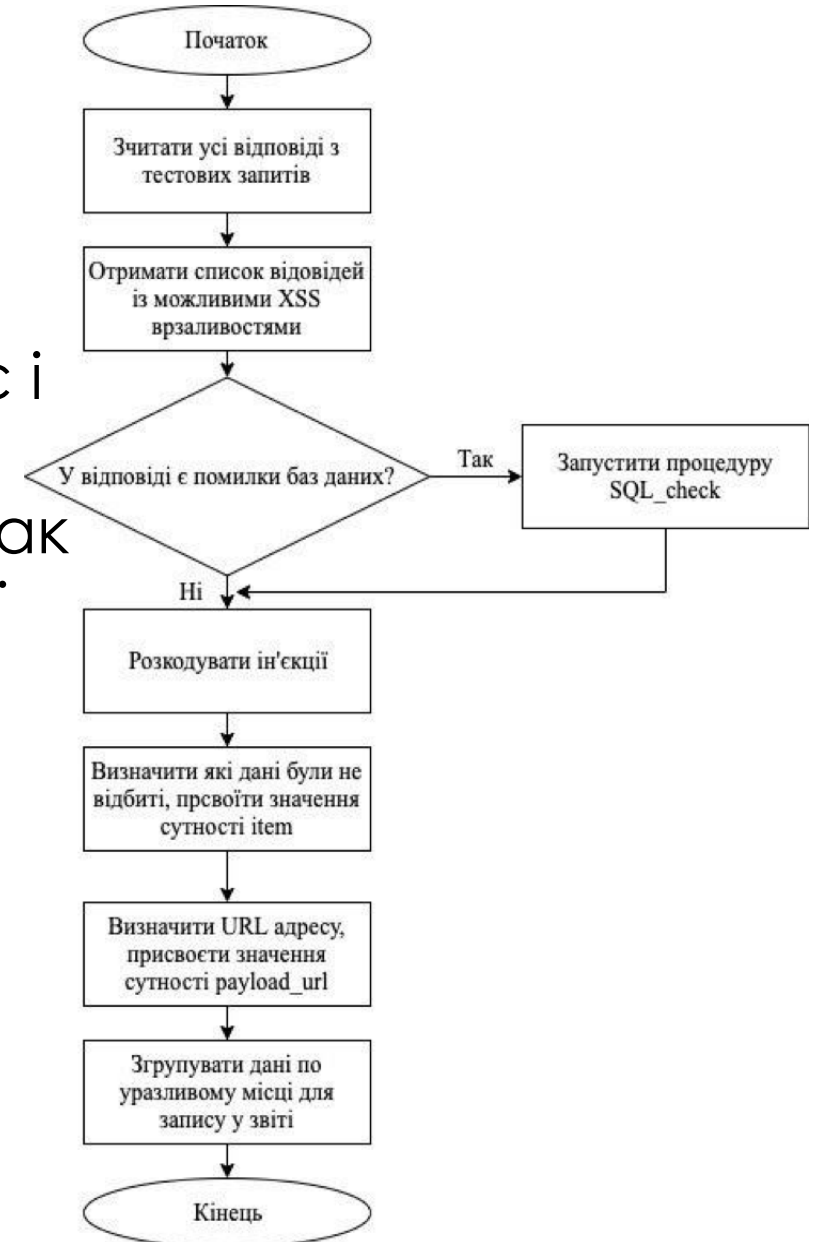 Початок
Зчитати усі відповіді з
тестових запитів
Отримати список відовідей
із можливими XSS
врзаливостями
с і
ак
У відповіді є помилки баз даних?
Так
Запустити процедуру
SQL_check
Ні
Розкодувати ін'єкції
Визначити які дані були не
відбиті, прсвоїти значення
сутності item
Визначити URL адресу,
присвоєти значення
сутності payload_url
Згрупувати дані по
уразливому місці для
запису у звіті
Кінець